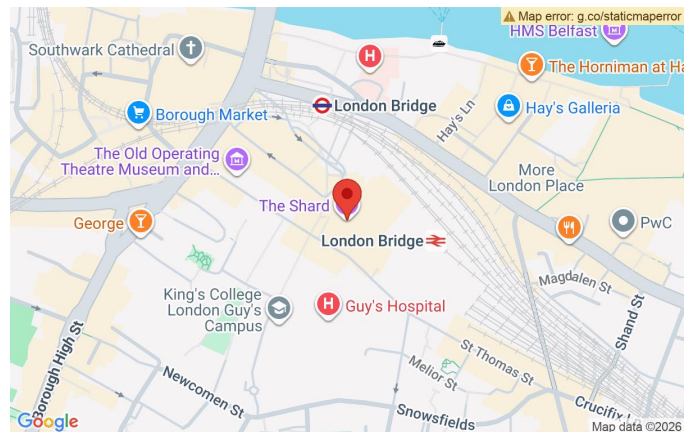 Map error: g.co/staticmaperror
HMS Belfast
Southwark Cathedral
H
The Horniman at Ha
London Bridge
Hay's Ln
Hay's Galleria
Borough Market
The Old Operating
Theatre Museum and...
More
London Place
The Shard
George
PwC
London Bridge
Magdalen St
King's College
London Guy's
Campus
H
Guy's Hospital
Shand St
St Thomas St
Melior St
Borough High St
Newcomen St
Snowsfields
Crucifix
Google
Map data ©2026